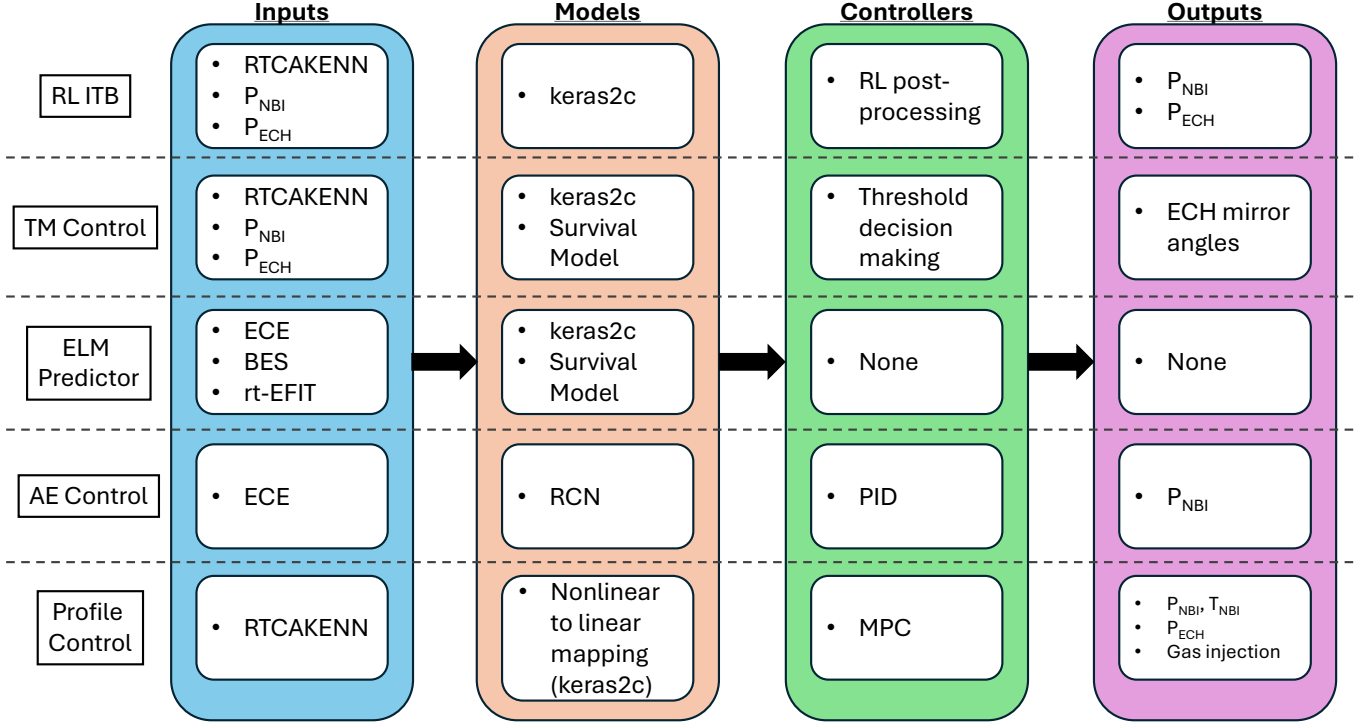 Inputs
Models
Controllers
Outputs
RL ITB
• RTCAKENN
• P_NBI
• P_ECH
• keras2c
• RL post-
processing
• P_NBI
• P_ECH
TM Control
• RTCAKENN
• P_NBI
• P_ECH
• keras2c
• Survival
Model
• Threshold
decision
making
• ECH mirror
angles
ELM
Predictor
• ECE
• BES
• rt-EFIT
• keras2c
• Survival
Model
• None
• None
AE Control
• ECE
• RCN
• PID
• P_NBI
Profile
Control
• RTCAKENN
• Nonlinear
to linear
mapping
(keras2c)
• MPC
• P_NBI, T_NBI
• P_ECH
• Gas injection